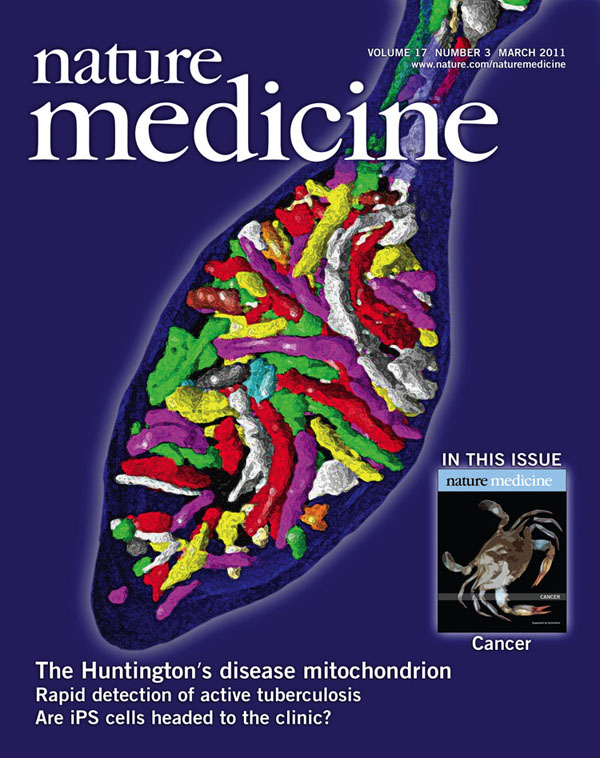 nature
medicine
VOLUME 17 NUMBER 3 MARCH 2011
www.nature.com/naturemedicine
IN THIS ISSUE
nature medicine
CANCER
Cancer
The Huntington's disease mitochondrion
Rapid detection of active tuberculosis
Are iPS cells headed to the clinic?